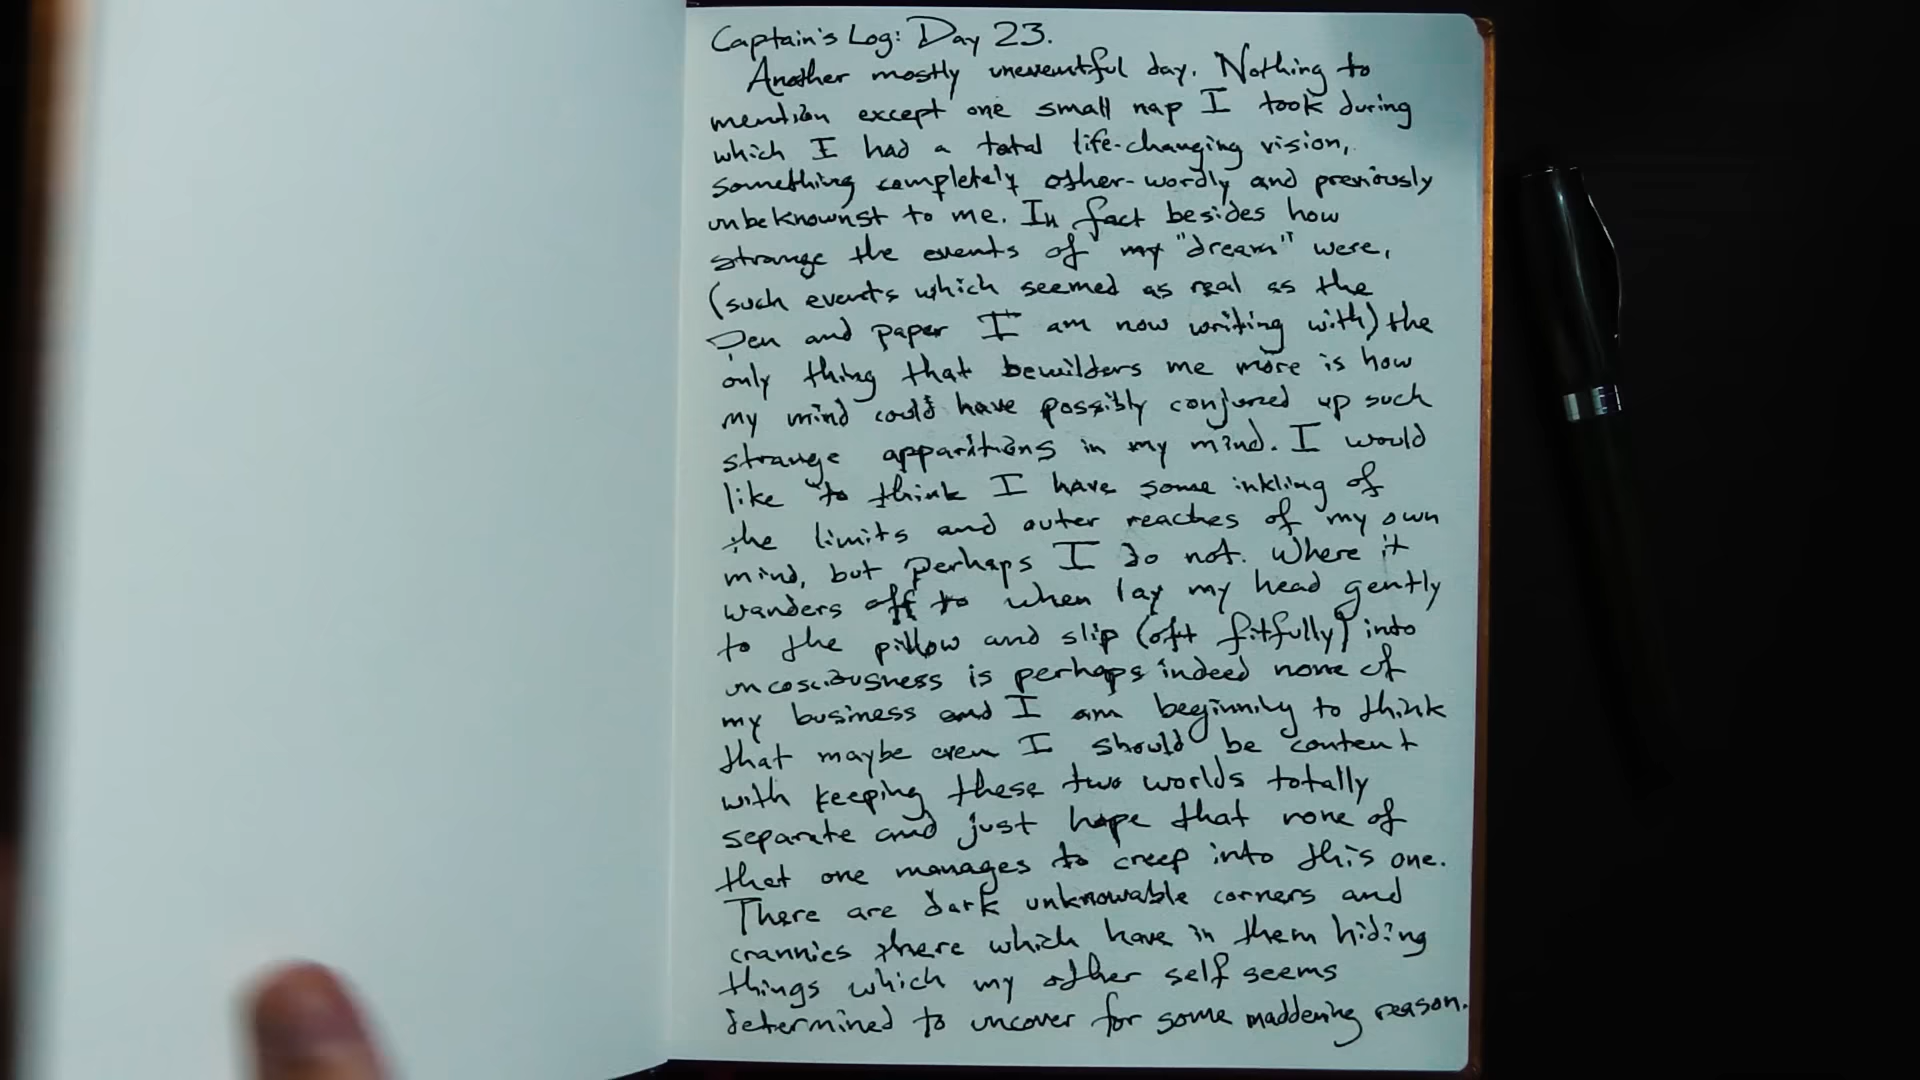 Captain's Log: Day 23.
Another mostly uneventful day. Nothing to
mention except one small nap I took during
which I had a total life-changing vision,
something completely other-wordly and previously
unbeknownst to me. In fact besides how
strange the events of my "dream" were,
(such events which seemed as real as the
Pen and paper I am now writing with) the
only thing that bewilders me more is how
my mind could have possibly conjured up such
strange apparitions in my mind. I would
like to think I have some inkling of
the limits and outer reaches of my own
mind, but perhaps I do not. Where it
wanders off to when lay my head gently
to the pillow and slip (oft fitfully) into
uncosciousness is perhaps indeed none of
my business and I am beginning to think
that maybe even I should be content
with keeping these two worlds totally
separate and just hope that none of
that one manages to creep into this one.
There are dark unknowable corners and
crannies there which have in them hiding
things which my other self seems
determined to uncover for some maddening reason.